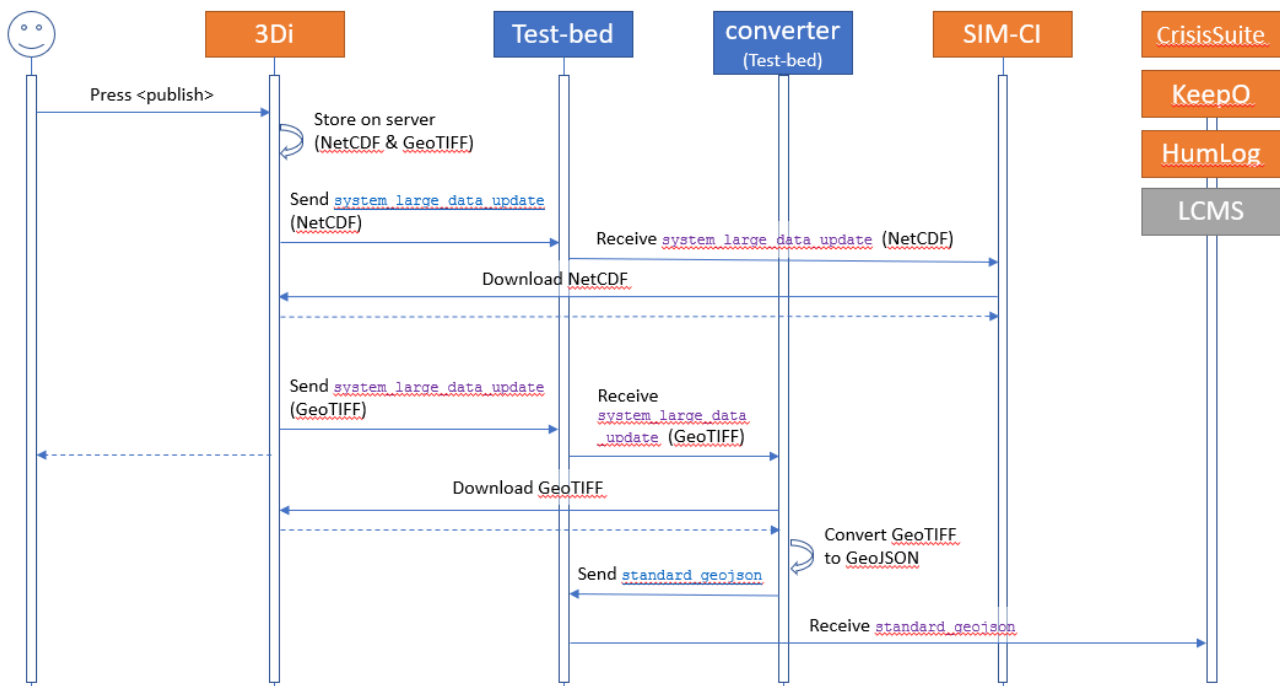 3Di
Test-bed
converter
(Test-bed)
SIM-CI
CrisisSuite
KeepO
HumLog
LCMS
Press <publish>
Store on server
(NetCDF & GeoTIFF)
Send system_large_data_update
(NetCDF)
Receive system_large_data_update (NetCDF)
Download NetCDF
Send system_large_data_update
(GeoTIFF)
Receive
system_large_data
_update (GeoTIFF)
Download GeoTIFF
Convert GeoTIFF
to GeoJSON
Send standard_geojson
Receive standard_geojson